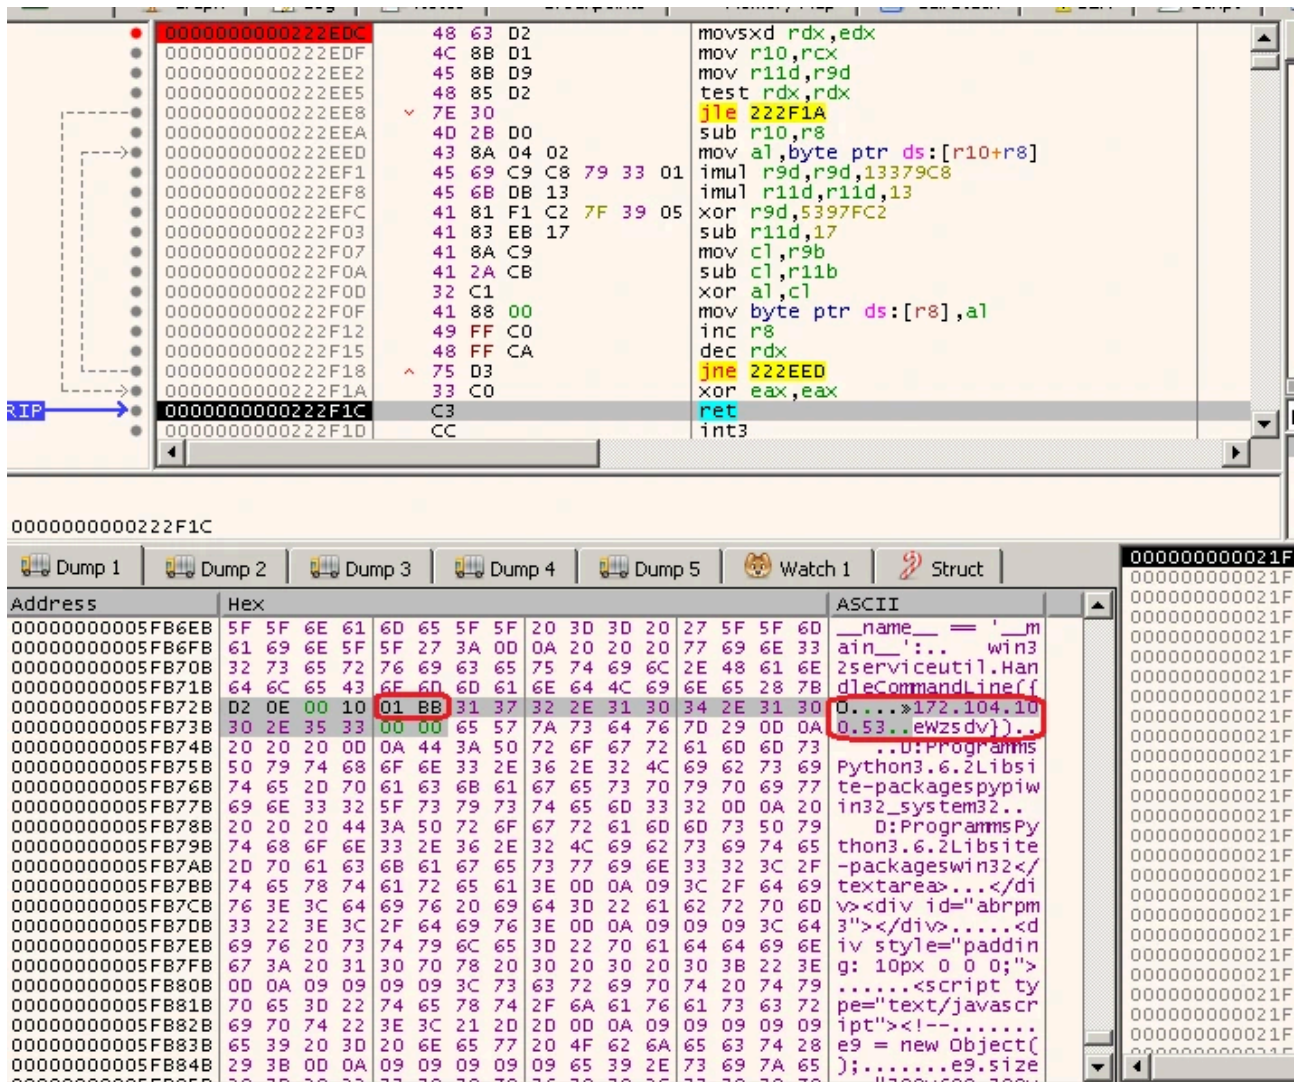 0000000000222EDC 48 63 D2 movsxd rdx,edx
0000000000222EDF 4C 8B D1 mov r10,rcx
0000000000222EE2 45 8B D9 mov r11d,r9d
0000000000222EE5 48 85 D2 test rdx,rdx
0000000000222EE8 7E 30 jle 222F1A
0000000000222EEA 4D 2B D0 sub r10,r8
0000000000222EED 43 8A 04 02 mov al,byte ptr ds:[r10+r8]
0000000000222EF1 45 69 C9 C8 79 33 01 imul r9d,r9d,13379C8
0000000000222EF8 45 6B DB 13 imul r11d,r11d,13
0000000000222EFC 41 81 F1 C2 7F 39 05 xor r9d,5397FC2
0000000000222F03 41 83 EB 17 sub r11d,17
0000000000222F07 41 8A C9 mov cl,r9b
0000000000222F0A 41 2A CB sub cl,r11b
0000000000222F0D 32 C1 xor al,cl
0000000000222F0F 41 88 00 mov byte ptr ds:[r8],al
0000000000222F12 49 FF C0 inc r8
0000000000222F15 48 FF CA dec rdx
0000000000222F18 75 D3 jne 222EED
0000000000222F1A 33 C0 xor eax,eax
RIP 0000000000222F1C C3 ret
0000000000222F1D CC int3
0000000000222F1C
Dump 1 Dump 2 Dump 3 Dump 4 Dump 5 Watch 1 Struct
Address Hex ASCII
00000000005FB6EB 5F 5F 6E 61 6D 65 5F 5F 20 3D 3D 20 27 5F 5F 6D __name__ == '__m
00000000005FB6FB 61 69 6E 5F 5F 27 3A 0D 0A 20 20 20 77 69 6E 33 ain__':..   win3
00000000005FB70B 32 73 65 72 76 69 63 65 75 74 69 6C 2E 48 61 6E 2serviceutil.Han
00000000005FB71B 64 6C 65 43 6F 6D 6D 61 6E 64 4C 69 6E 65 28 7B dleCommandLine({
00000000005FB72B D2 0E 00 10 01 BB 31 37 32 2E 31 30 34 2E 31 30 Ò....»172.104.10
00000000005FB73B 30 2E 35 33 00 00 65 57 7A 73 64 76 7D 29 0D 0A 0.53..eWzsdv})..
00000000005FB74B 20 20 20 0D 0A 44 3A 50 72 6F 67 72 61 6D 6D 73 ..D:Programms
00000000005FB75B 50 79 74 68 6F 6E 33 2E 36 2E 32 4C 69 62 73 69 Python3.6.2Libsi
00000000005FB76B 74 65 2D 70 61 63 6B 61 67 65 73 70 79 70 69 77 te-packagespypiw
00000000005FB77B 69 6E 33 32 5F 73 79 73 74 65 6D 33 32 0D 0A 20 in32_system32..
00000000005FB78B 20 20 20 44 3A 50 72 6F 67 72 61 6D 6D 73 50 79 D:ProgrammsPy
00000000005FB79B 74 68 6F 6E 33 2E 36 2E 32 4C 69 62 73 69 74 65 thon3.6.2Libsite
00000000005FB7AB 2D 70 61 63 6B 61 67 65 73 77 69 6E 33 32 3C 2F -packageswin32</
00000000005FB7BB 74 65 78 74 61 72 65 61 3E 0D 0A 09 3C 2F 64 69 textarea>...</di
00000000005FB7CB 76 3E 3C 64 69 76 20 69 64 3D 22 61 62 72 70 6D v><div id="abrpm
00000000005FB7DB 33 22 3E 3C 2F 64 69 76 3E 0D 0A 09 09 09 3C 64 3"></div>.....<d
00000000005FB7EB 69 76 20 73 74 79 6C 65 3D 22 70 61 64 64 69 6E iv style="paddin
00000000005FB7FB 67 3A 20 31 30 70 78 20 30 20 30 20 30 3B 22 3E g: 10px 0 0 0;">
00000000005FB80B 0D 0A 09 09 09 09 3C 73 63 72 69 70 74 20 74 79 ......<script ty
00000000005FB81B 70 65 3D 22 74 65 78 74 2F 6A 61 76 61 73 63 72 pe="text/javascr
00000000005FB82B 69 70 74 22 3E 3C 21 2D 2D 0D 0A 09 09 09 09 09 ipt"><!--.......
00000000005FB83B 65 39 20 3D 20 6E 65 77 20 4F 62 6A 65 63 74 28 e9 = new Object(
00000000005FB84B 29 3B 0D 0A 09 09 09 09 09 65 39 2E 73 69 7A 65 );.......e9.size